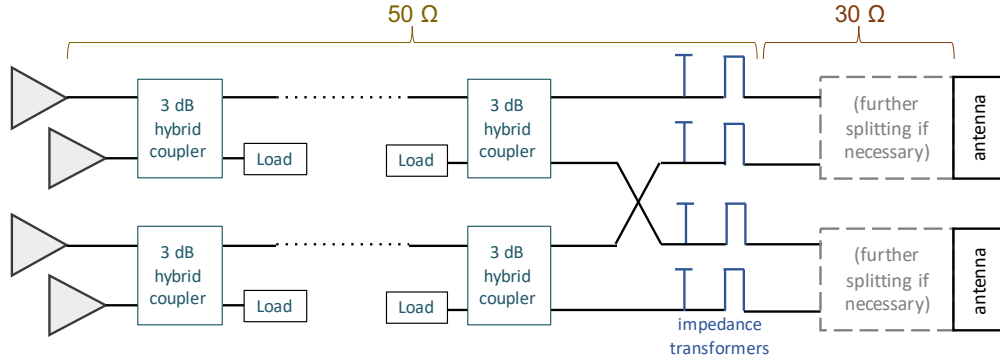 50 Ω
30 Ω
3 dB
hybrid
coupler
Load
Load
3 dB
hybrid
coupler
(further
splitting if
necessary)
antenna
3 dB
hybrid
coupler
Load
Load
3 dB
hybrid
coupler
(further
splitting if
necessary)
antenna
impedance
transformers